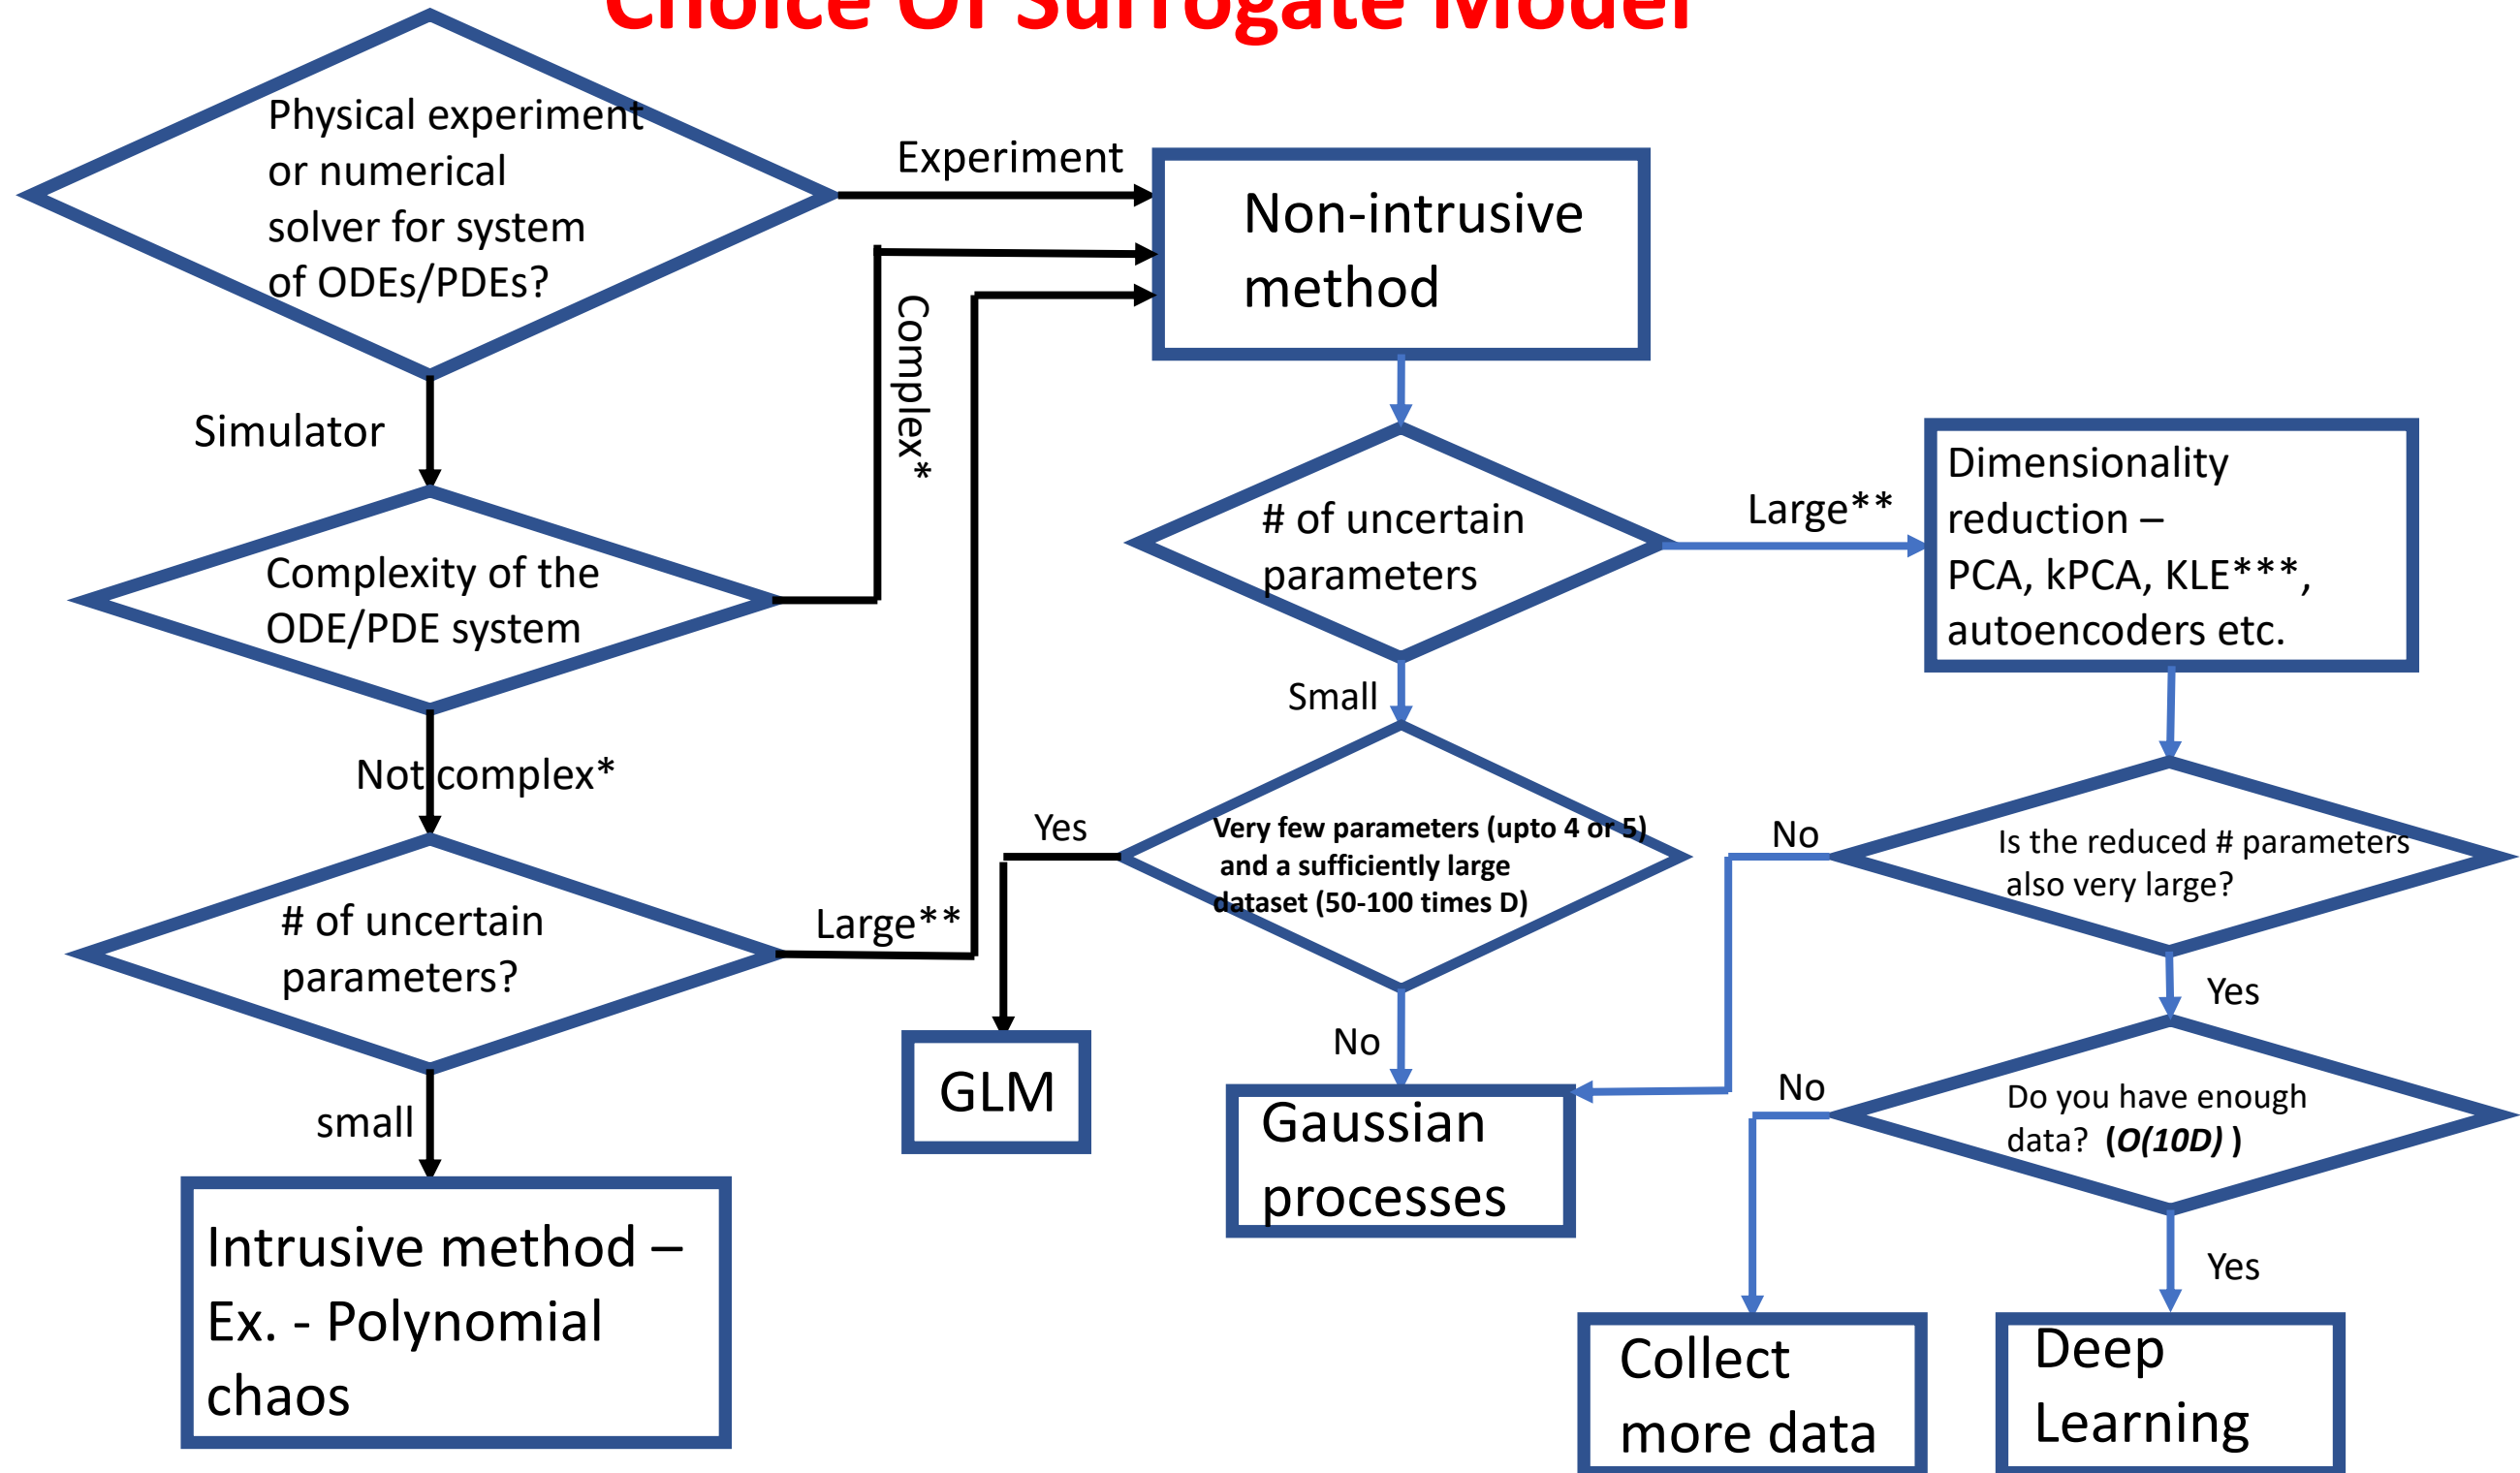 Choice Of Surrogate Model
Physical experiment
or numerical
solver for system
of ODEs/PDEs?
Experiment
Non-intrusive
method
Simulator
Complex*
Complexity of the
ODE/PDE system
# of uncertain
parameters
Large**
Dimensionality
reduction –
PCA, kPCA, KLE***,
autoencoders etc.
Small
Not complex*
Yes
Very few parameters (upto 4 or 5)
and a sufficiently large
dataset (50-100 times D)
No
Is the reduced # parameters
also very large?
# of uncertain
parameters?
Large**
No
Yes
GLM
Gaussian
processes
No
Do you have enough
data? (O(10D) )
small
Intrusive method –
Ex. - Polynomial
chaos
Yes
Collect
more data
Deep
Learning